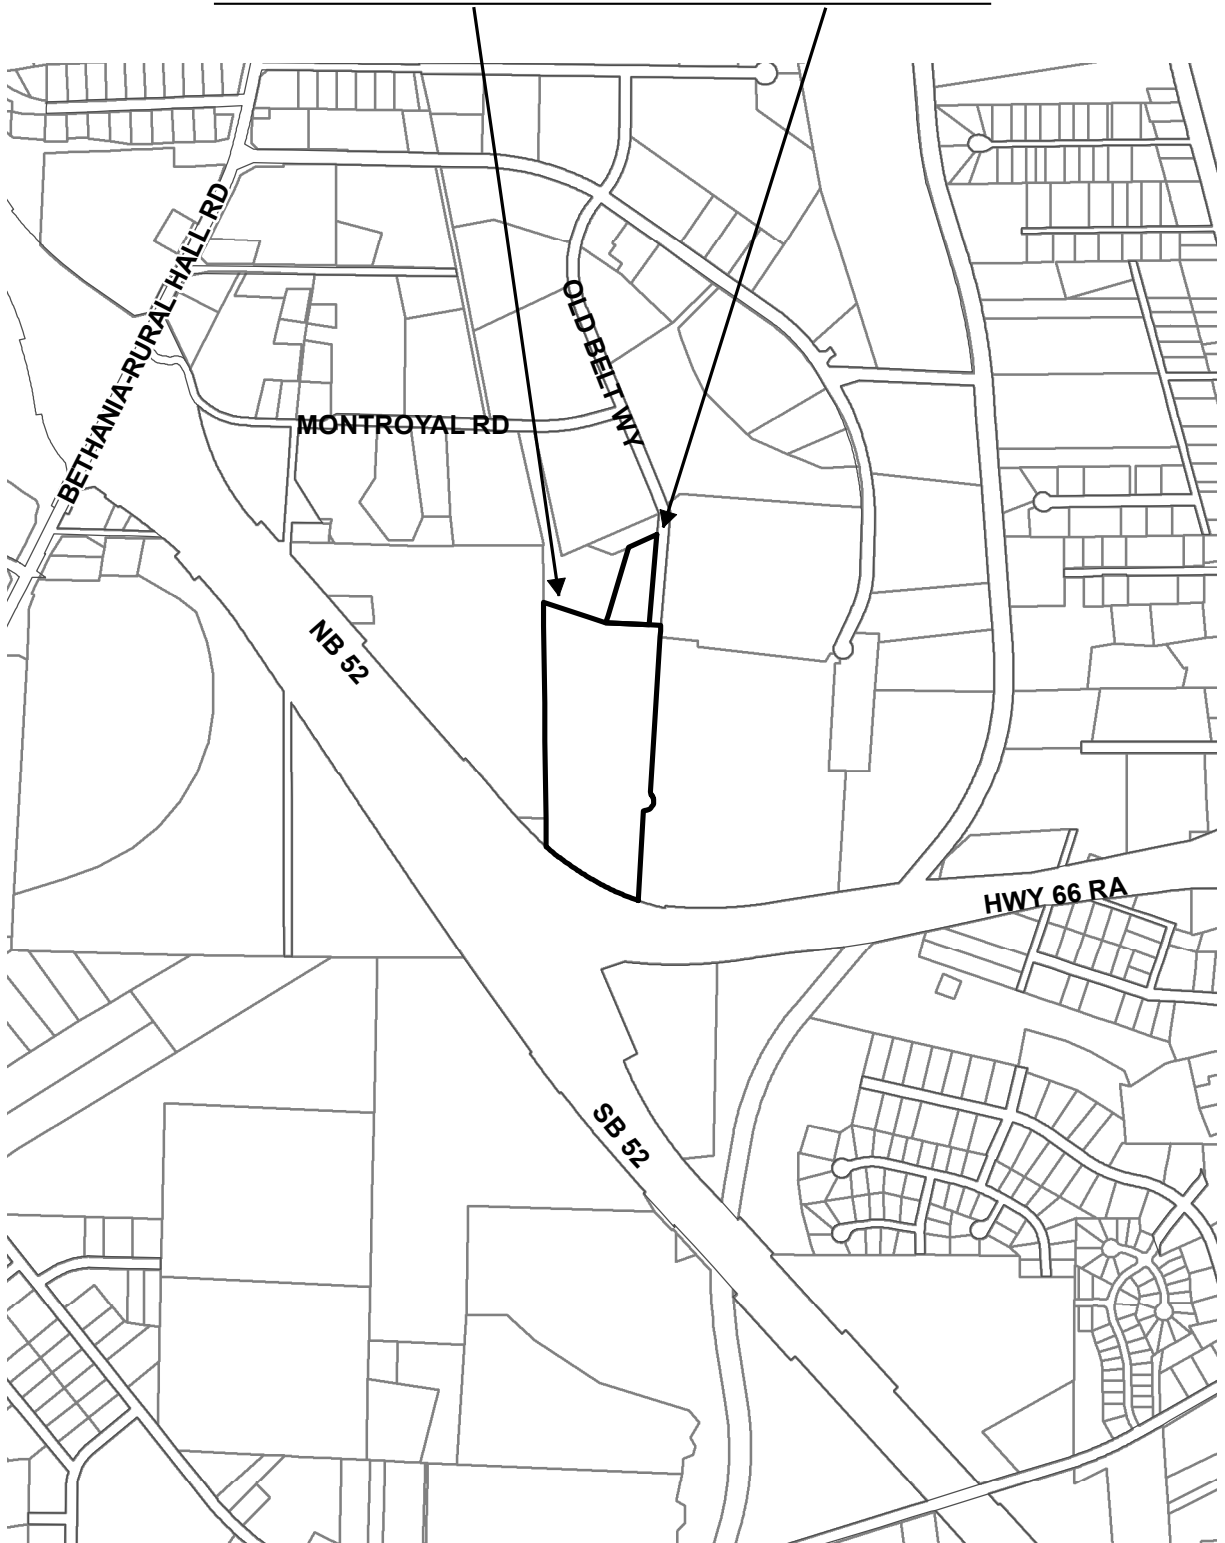 BETHANIA-RURAL HALL RD
OLD BELT WY
MONTROYAL RD
NB 52
HWY 66 RA
SB 52